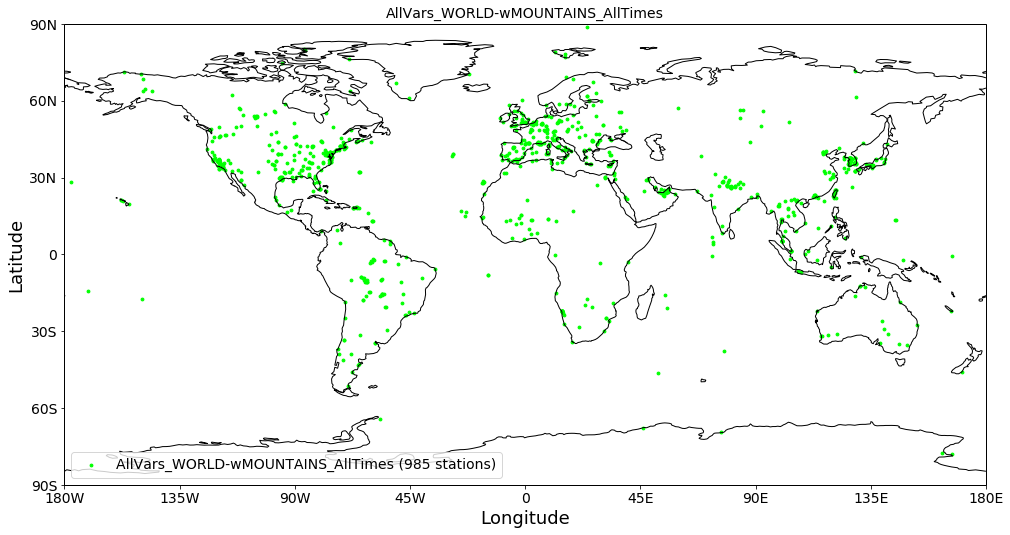 AllVars_WORLD-wMOUNTAINS_AllTimes
90N
60N
30N
0
30S
60S
90S
Latitude
AllVars_WORLD-wMOUNTAINS_AllTimes (985 stations)
180W
135W
90W
45W
0
45E
90E
135E
180E
Longitude